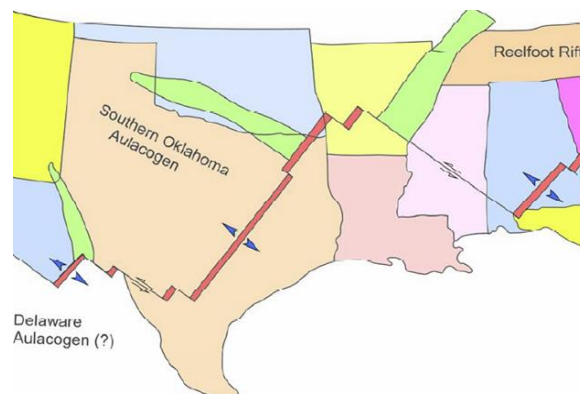 Reelfoot Rift
Southern Oklahoma
Aulacogen
Delaware
Aulacogen (?)